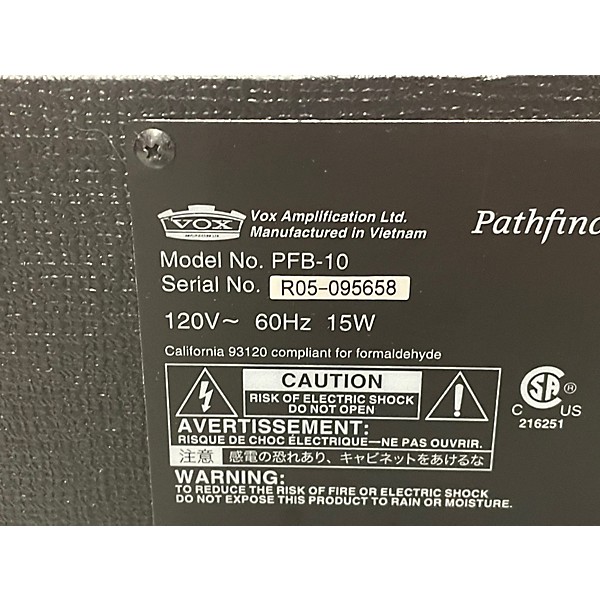 VOX
Vox Amplification Ltd.
Manufactured in Vietnam
Pathfind
Model No. PFB-10
Serial No. R05-095658
120V~ 60Hz 15W
California 93120 compliant for formaldehyde
CAUTION
RISK OF ELECTRIC SHOCK
DO NOT OPEN
AVERTISSEMENT:
RISQUE DE CHOC ÉLECTRIQUE—NE PAS OUVRIR.
注意 感電の恐れあり、キャビネットをあけるな
WARNING:
TO REDUCE THE RISK OF FIRE OR ELECTRIC SHOCK
DO NOT EXPOSE THIS PRODUCT TO RAIN OR MOISTURE.
SA ®
C US
216251